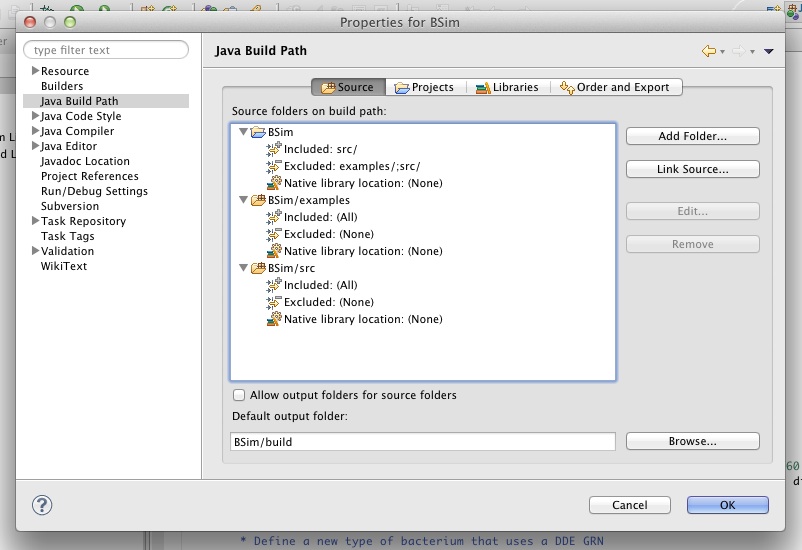 Properties for BSim
type filter text
Resource
Builders
Java Build Path
Java Code Style
Java Compiler
Java Editor
Javadoc Location
Project References
Run/Debug Settings
Subversion
Task Repository
Task Tags
Validation
WikiText
Java Build Path
Source Projects Libraries Order and Export
Source folders on build path:
BSim
Included: src/
Excluded: examples/;src/
Native library location: (None)
BSim/examples
Included: (All)
Excluded: (None)
Native library location: (None)
BSim/src
Included: (All)
Excluded: (None)
Native library location: (None)
Add Folder...
Link Source...
Edit...
Remove
Allow output folders for source folders
Default output folder:
BSim/build
Browse...
?
Cancel OK
60
* Define a new type of bacterium that uses a DDE GRN